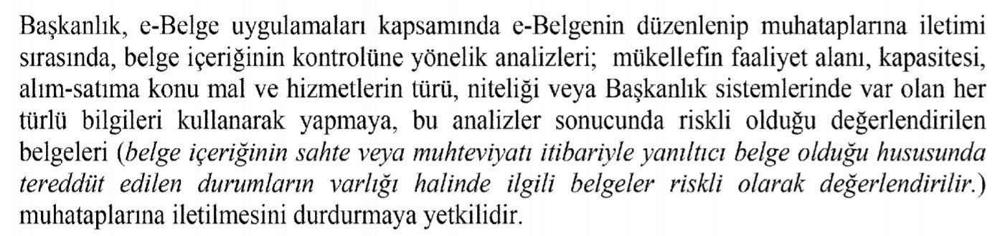 Başkanlık, e-Belge uygulamaları kapsamında e-Belgenin düzenlenip muhataplarına iletimi
sırasında, belge içeriğinin kontrolüne yönelik analizleri; mükellefin faaliyet alanı, kapasitesi,
alım-satıma konu mal ve hizmetlerin türü, niteliği veya Başkanlık sistemlerinde var olan her
türlü bilgileri kullanarak yapmaya, bu analizler sonucunda riskli olduğu değerlendirilen
belgeleri (belge içeriğinin sahte veya muhteviyatı itibariyle yanıltıcı belge olduğu hususunda
tereddüt edilen durumların varlığı halinde ilgili belgeler riskli olarak değerlendirilir.)
muhataplarına iletilmesini durdurmaya yetkilidir.